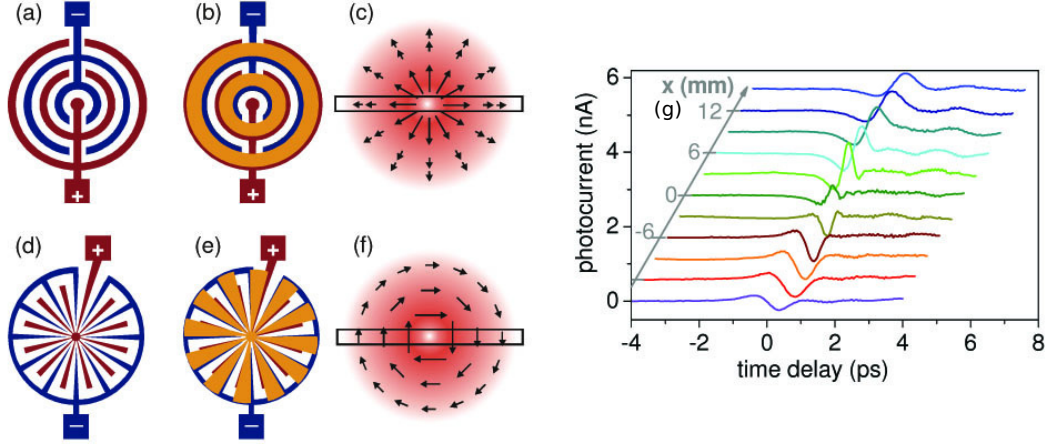 (a)
−
+
(b)
−
+
(c)
(d)
+
−
(e)
+
−
(f)
(g)
x (mm)
12
6
0
-6
photocurrent (nA)
6
4
2
0
-4
-2
0
2
4
6
8
time delay (ps)